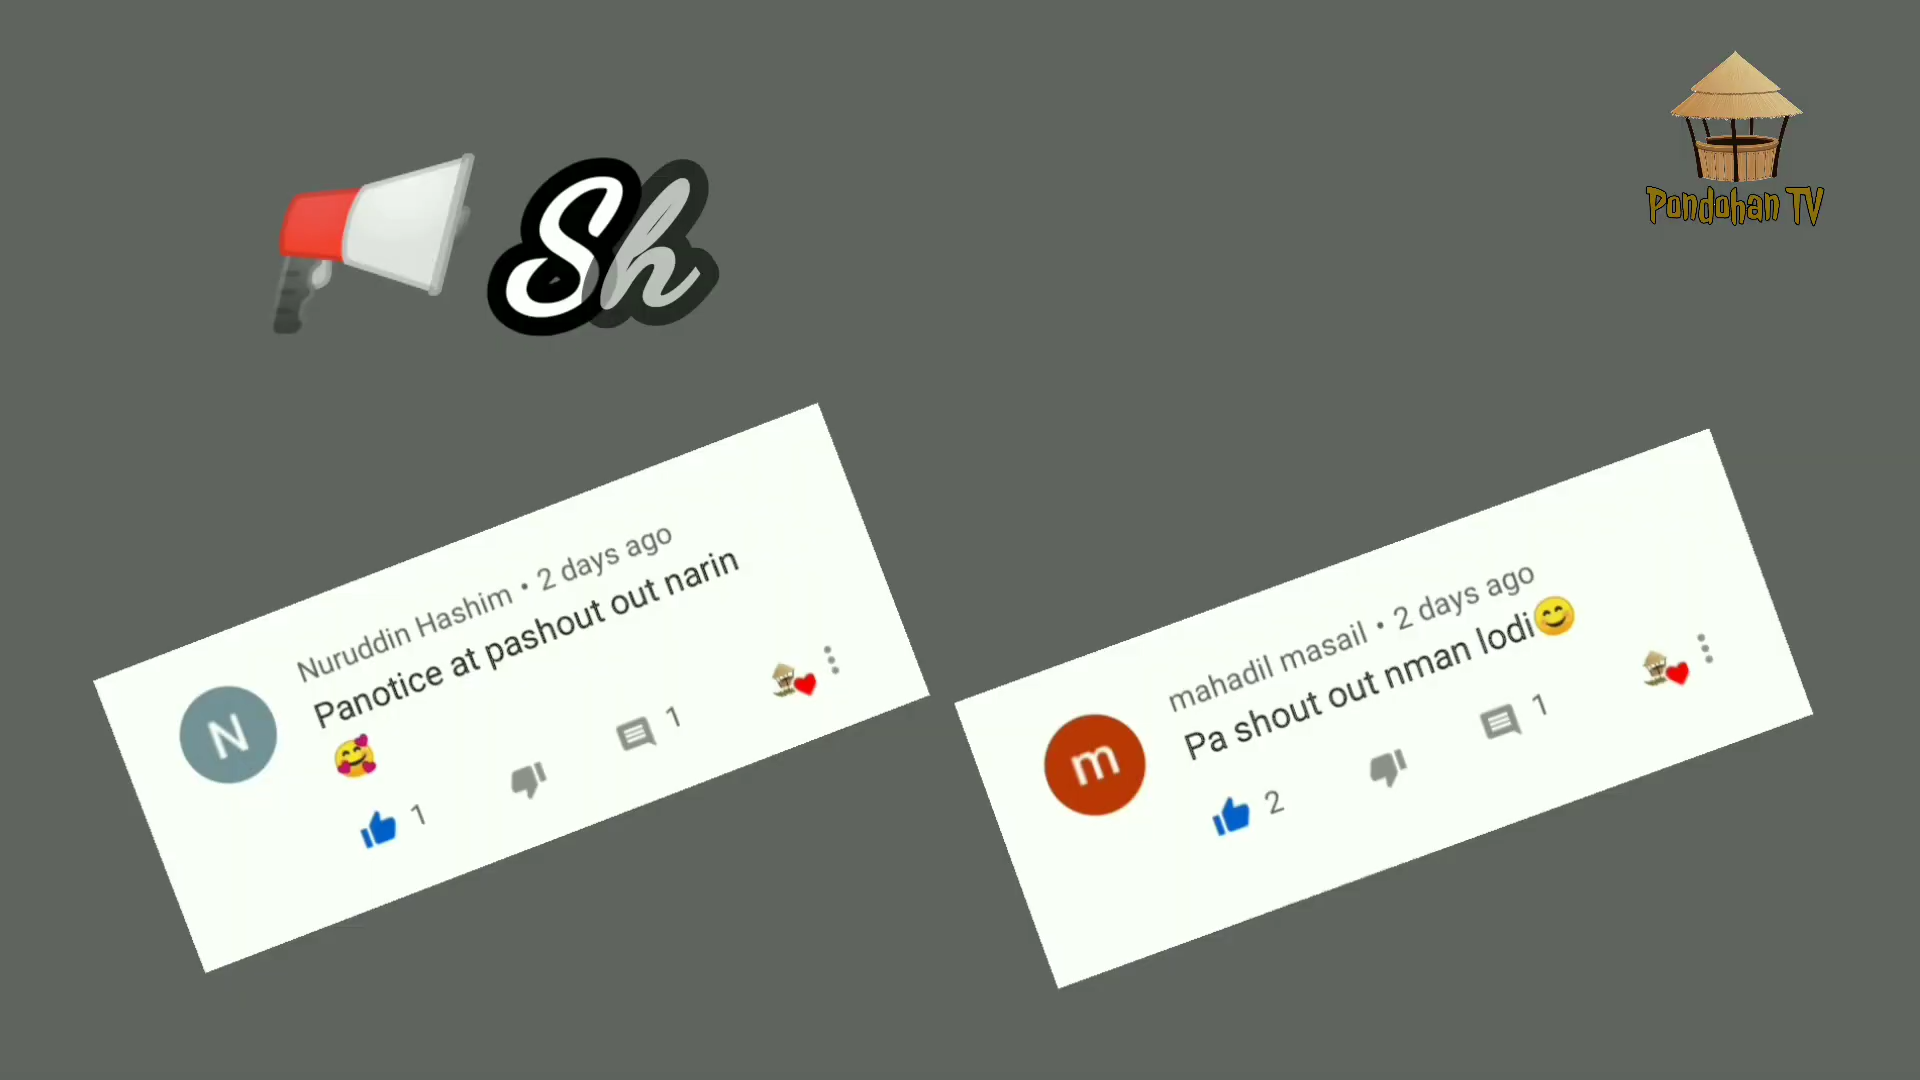 Pondohan TV
Sh
Nuruddin Hashim • 2 days ago
Panotice at pashout out narin
🥰
1
1
N
mahadil masail • 2 days ago
Pa shout out nman lodi😊
2
1
m